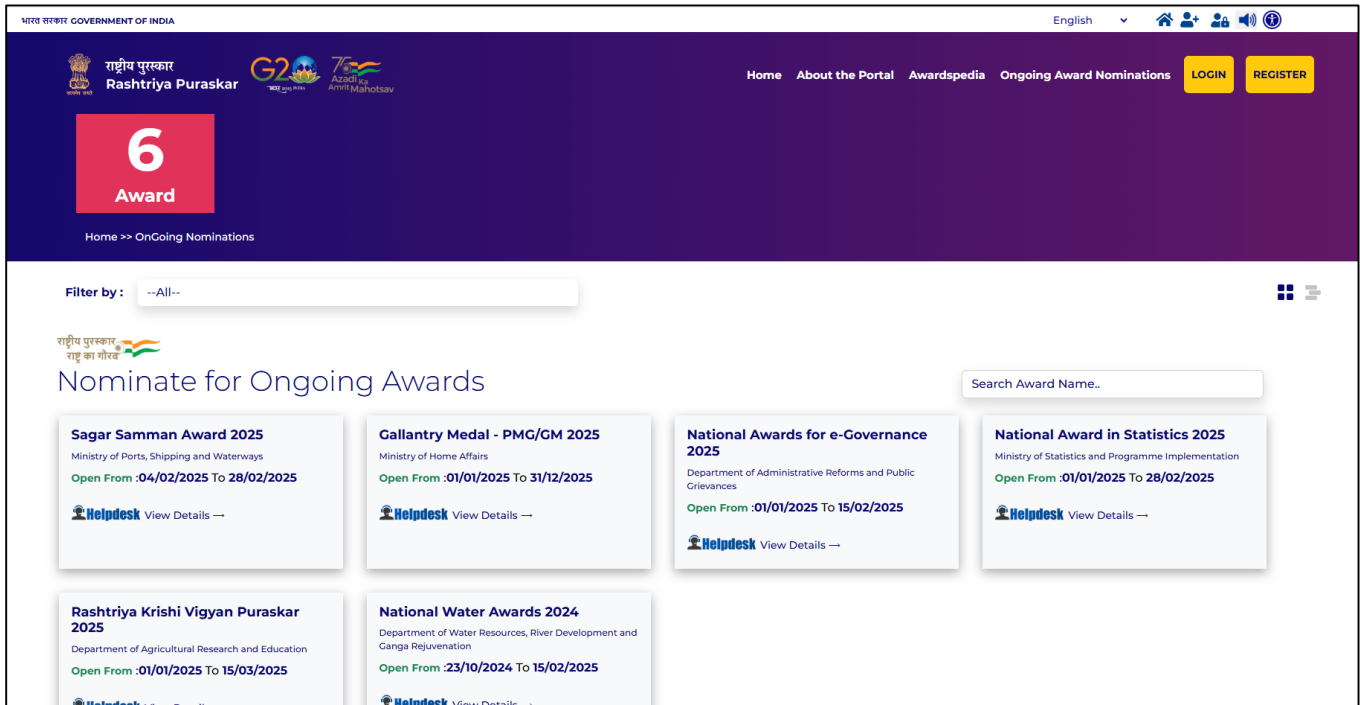 भारत सरकार GOVERNMENT OF INDIA
English
राष्ट्रीय पुरस्कार
Rashtriya Puraskar
G2
75
Azadi Ka
Amrit Mahotsav
Home About the Portal Awardspedia Ongoing Award Nominations LOGIN REGISTER
6
Award
Home >> OnGoing Nominations
Filter by : --All--
राष्ट्रीय पुरस्कार
राष्ट्र का गौरव
Nominate for Ongoing Awards
Search Award Name..
Sagar Samman Award 2025
Ministry of Ports, Shipping and Waterways
Open From :04/02/2025 To 28/02/2025
Helpdesk View Details →
Gallantry Medal - PMG/GM 2025
Ministry of Home Affairs
Open From :01/01/2025 To 31/12/2025
Helpdesk View Details →
National Awards for e-Governance
2025
Department of Administrative Reforms and Public
Grievances
Open From :01/01/2025 To 15/02/2025
Helpdesk View Details →
National Award in Statistics 2025
Ministry of Statistics and Programme Implementation
Open From :01/01/2025 To 28/02/2025
Helpdesk View Details →
Rashtriya Krishi Vigyan Puraskar
2025
Department of Agricultural Research and Education
Open From :01/01/2025 To 15/03/2025
Helpdesk View Details
National Water Awards 2024
Department of Water Resources, River Development and
Ganga Rejuvenation
Open From :23/10/2024 To 15/02/2025
Helpdesk View Details →